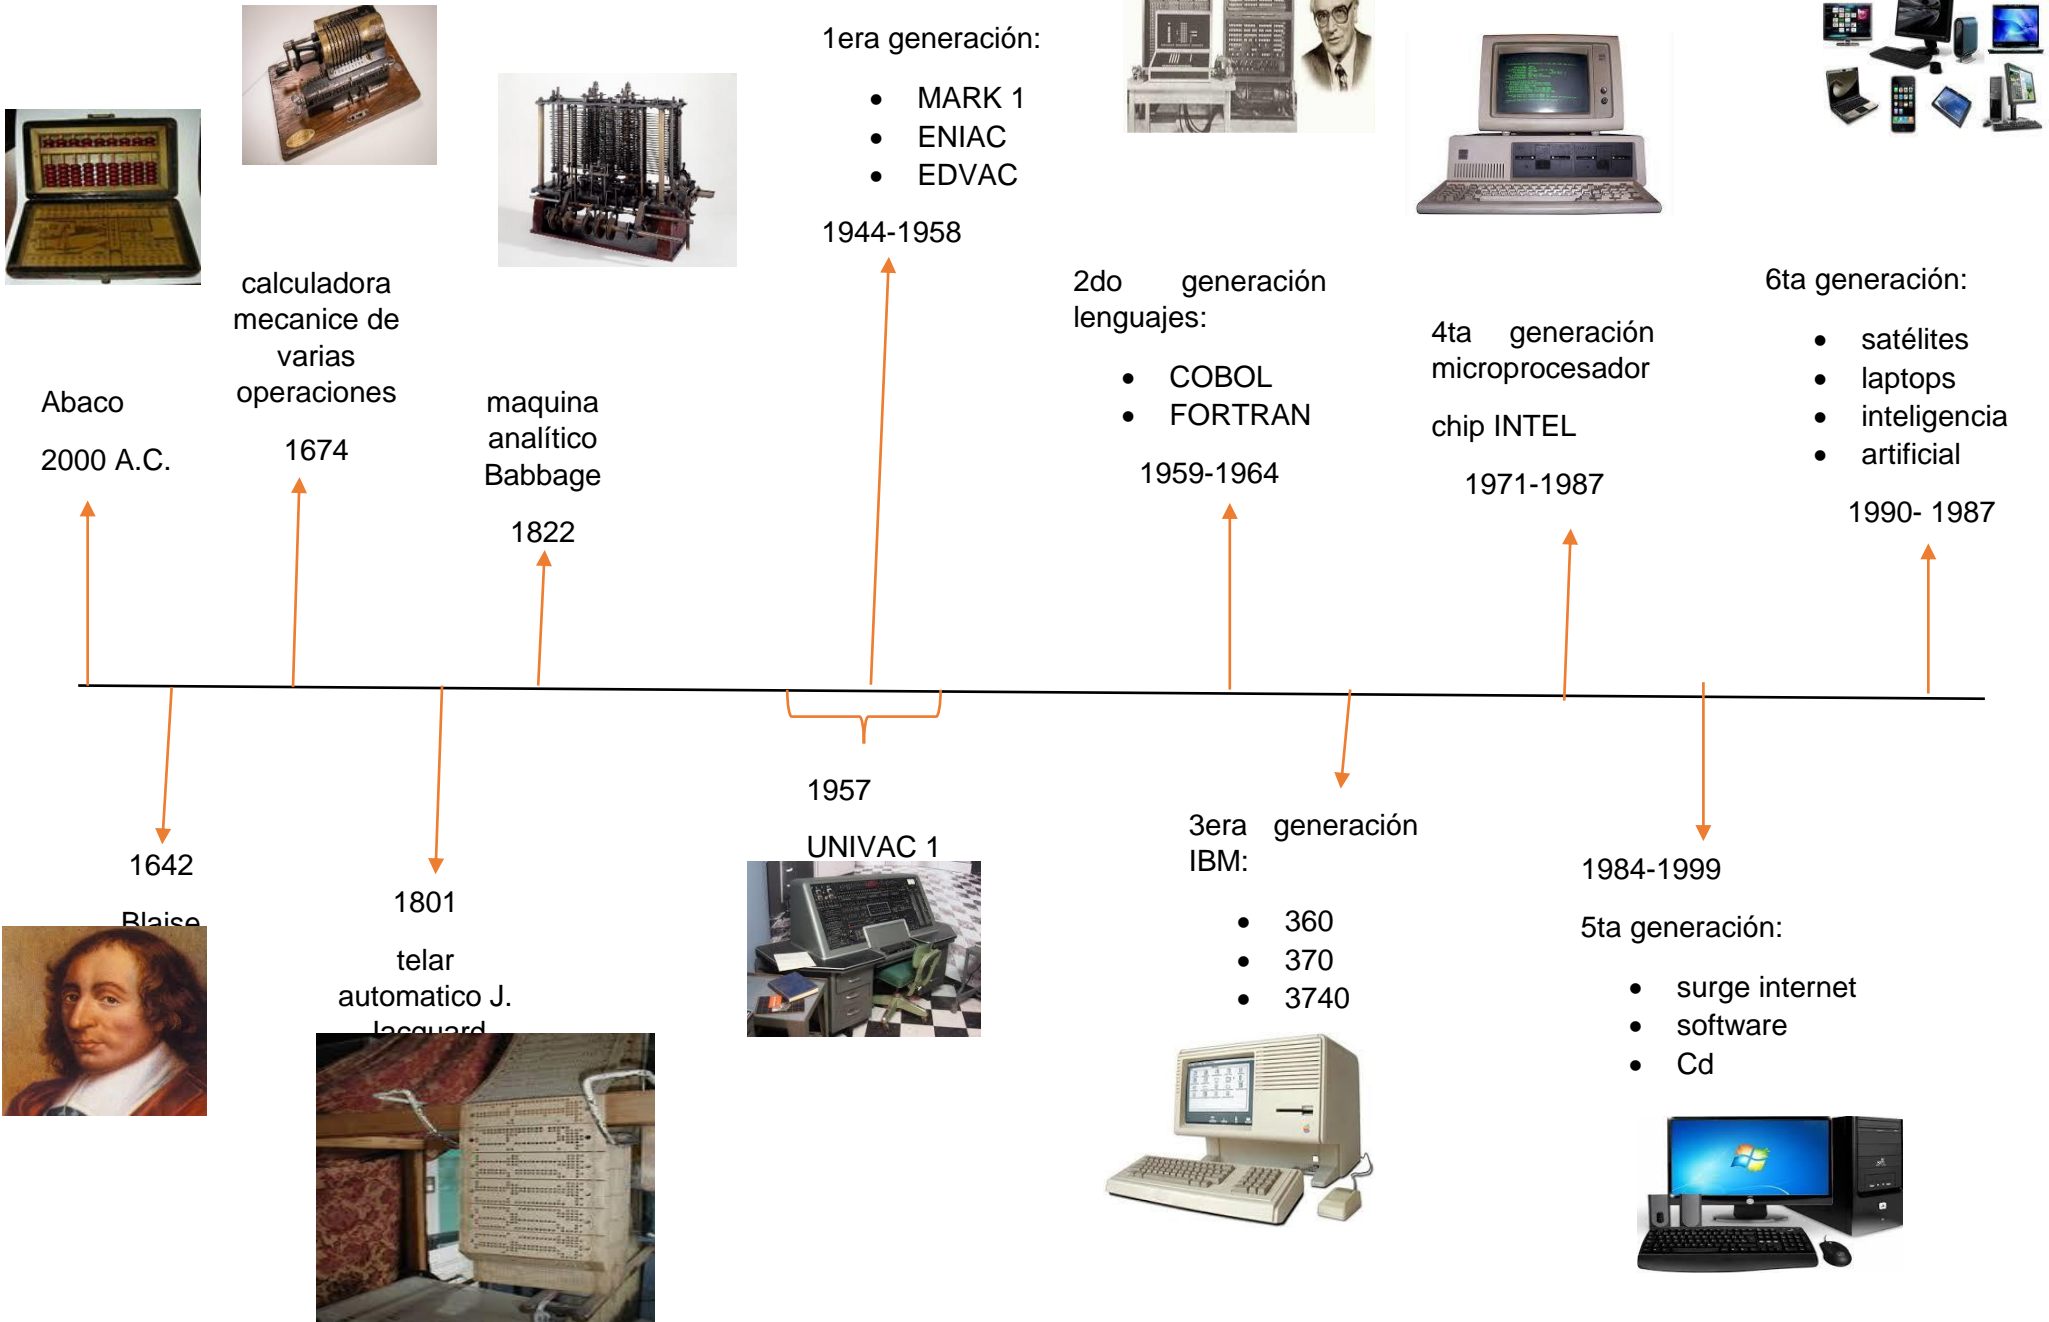 1era generación:
• MARK 1
• ENIAC
• EDVAC
1944-1958
calculadora
mecanice de
varias
operaciones
1674
Abaco
2000 A.C.
maquina
analítico
Babbage
1822
2do generación
lenguajes:
• COBOL
• FORTRAN
1959-1964
4ta generación
microprocesador
chip INTEL
1971-1987
6ta generación:
• satélites
• laptops
• inteligencia
• artificial
1990- 1987
1642
Blaise
1801
telar
automatico J.
Jacquard
1957
UNIVAC 1
3era generación
IBM:
• 360
• 370
• 3740
1984-1999
5ta generación:
• surge internet
• software
• Cd